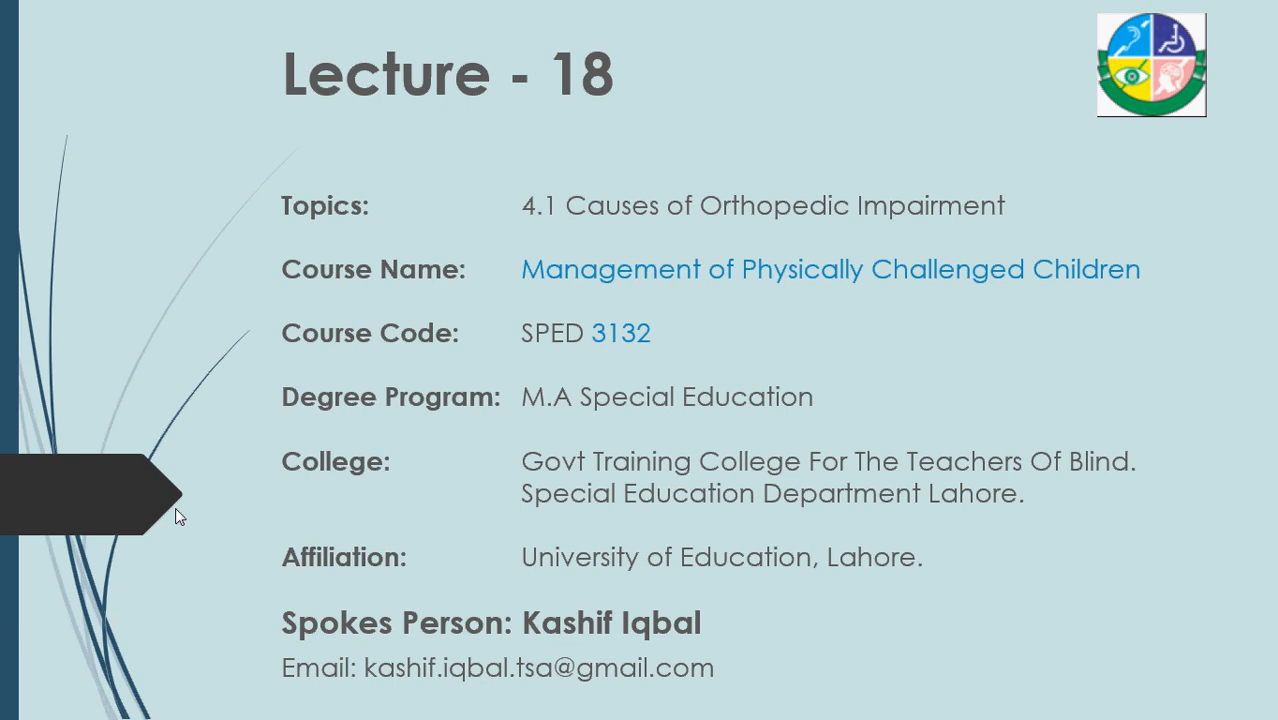 Lecture - 18
Topics: 4.1 Causes of Orthopedic Impairment
Course Name: Management of Physically Challenged Children
Course Code: SPED 3132
Degree Program: M.A Special Education
College: Govt Training College For The Teachers Of Blind.
Special Education Department Lahore.
Affiliation: University of Education, Lahore.
Spokes Person: Kashif Iqbal
Email: kashif.iqbal.tsa@gmail.com